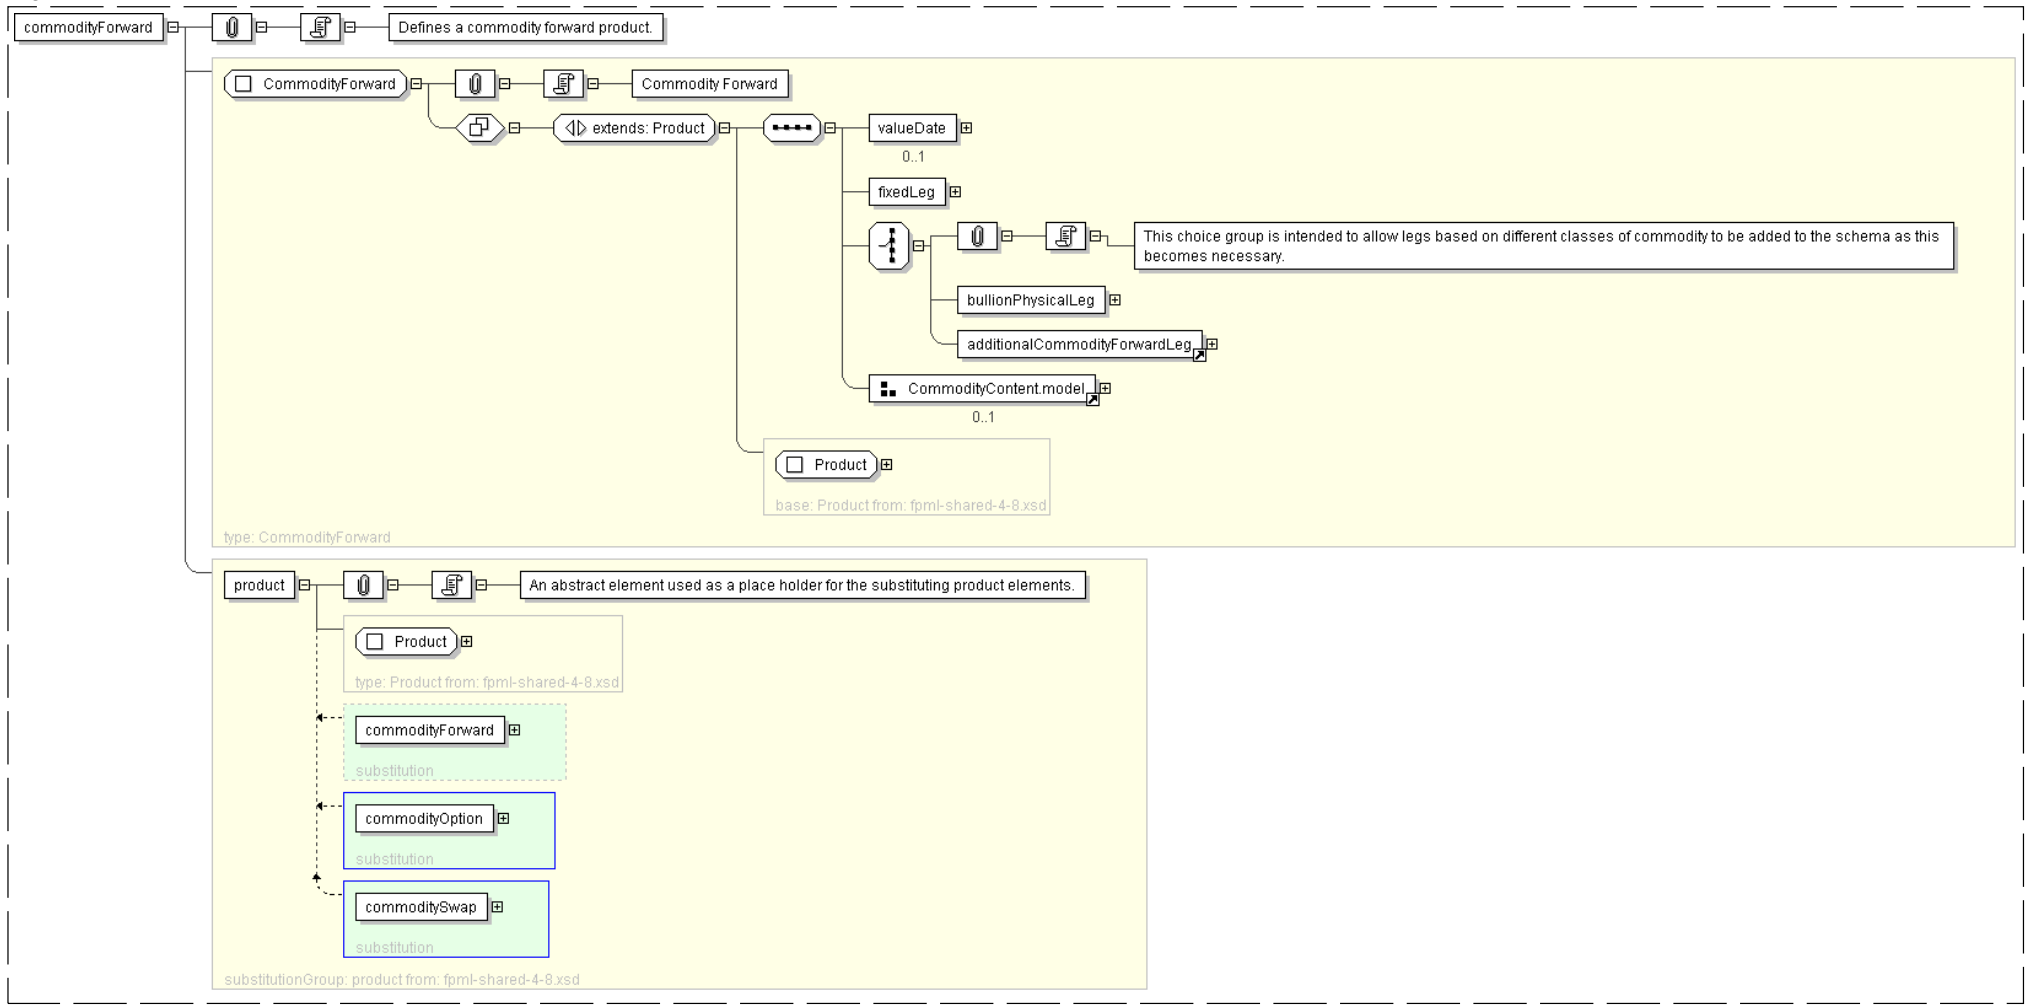 commodityForward
Defines a commodity forward product.
CommodityForward
Commodity Forward
extends: Product
valueDate
0..1
fixedLeg
This choice group is intended to allow legs based on different classes of commodity to be added to the schema as this
becomes necessary.
bullionPhysicalLeg
additionalCommodityForwardLeg
CommodityContent.model
0..1
Product
base: Product from: fpml-shared-4-8.xsd
type: CommodityForward
product
An abstract element used as a place holder for the substituting product elements.
Product
type: Product from: fpml-shared-4-8.xsd
commodityForward
substitution
commodityOption
substitution
commoditySwap
substitution
substitutionGroup: product from: fpml-shared-4-8.xsd